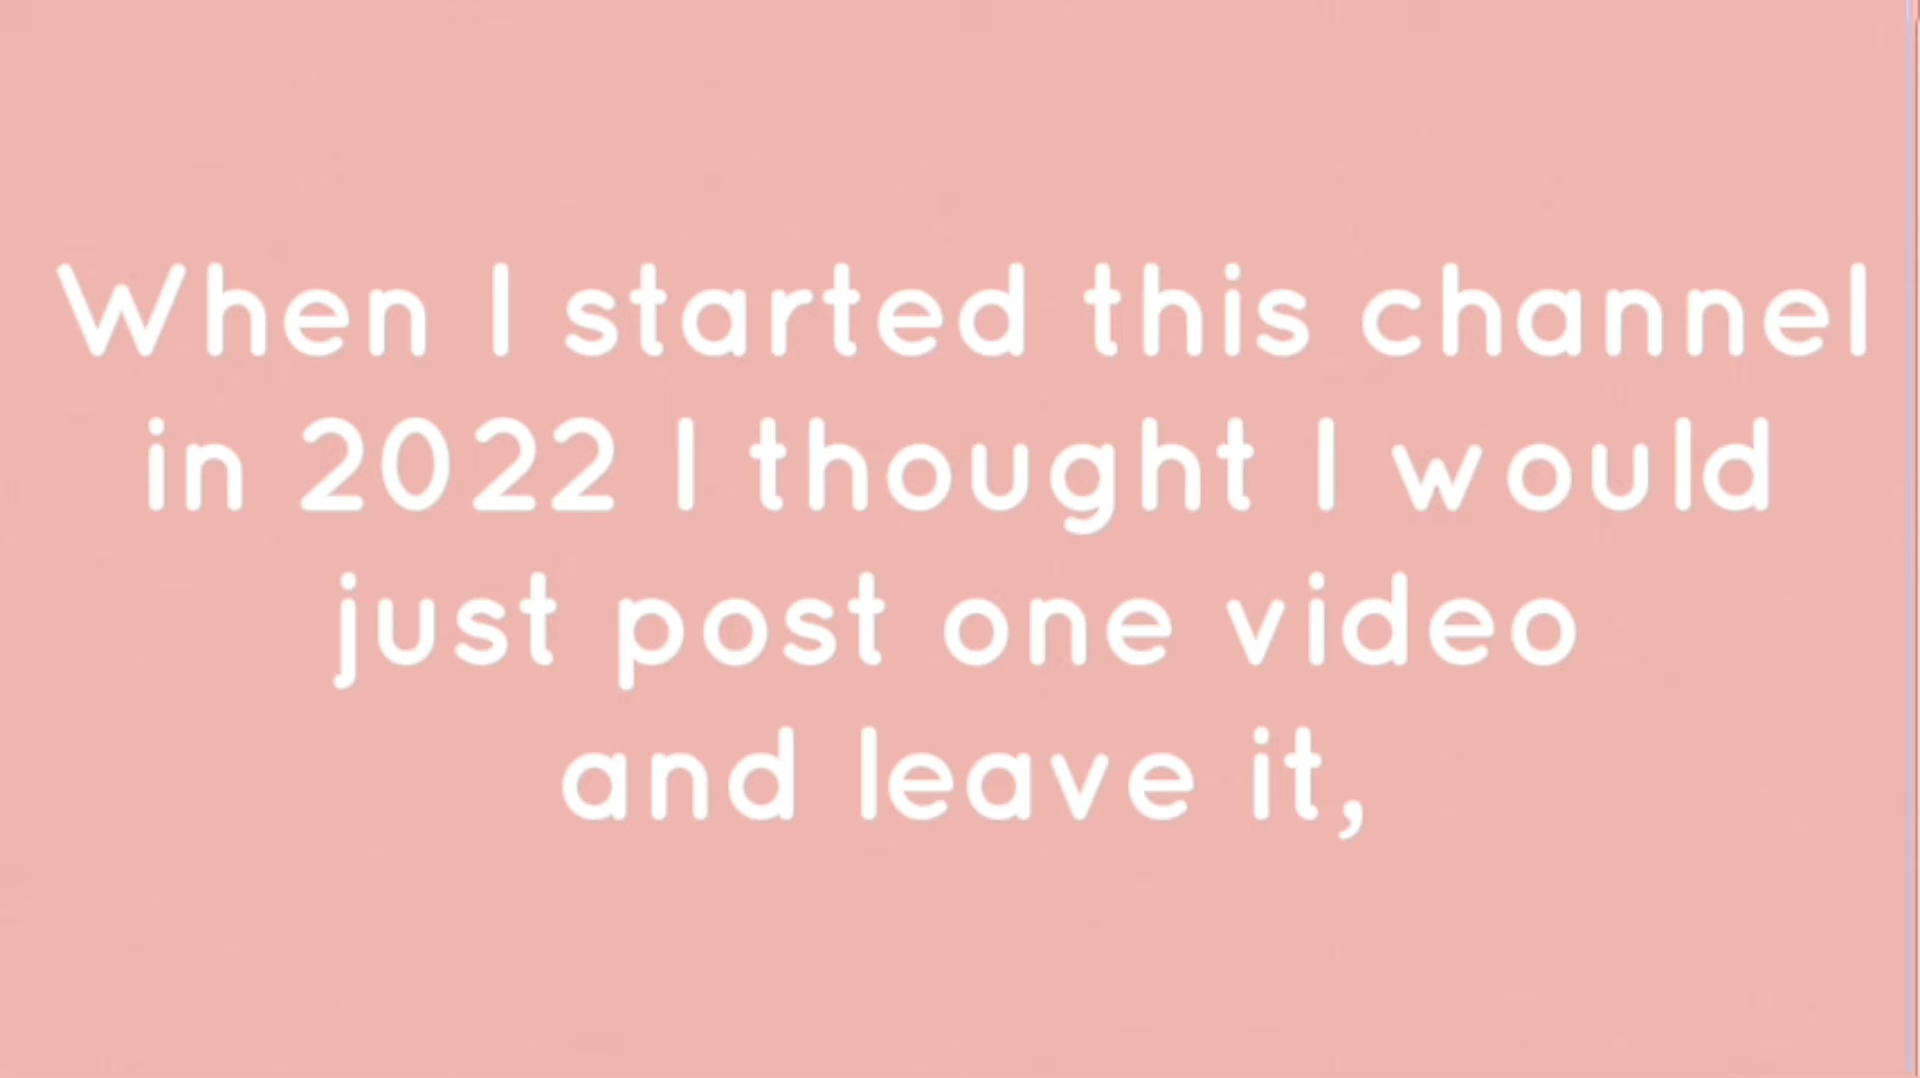 When I started this channel
in 2022 I thought I would
just post one video
and leave it,